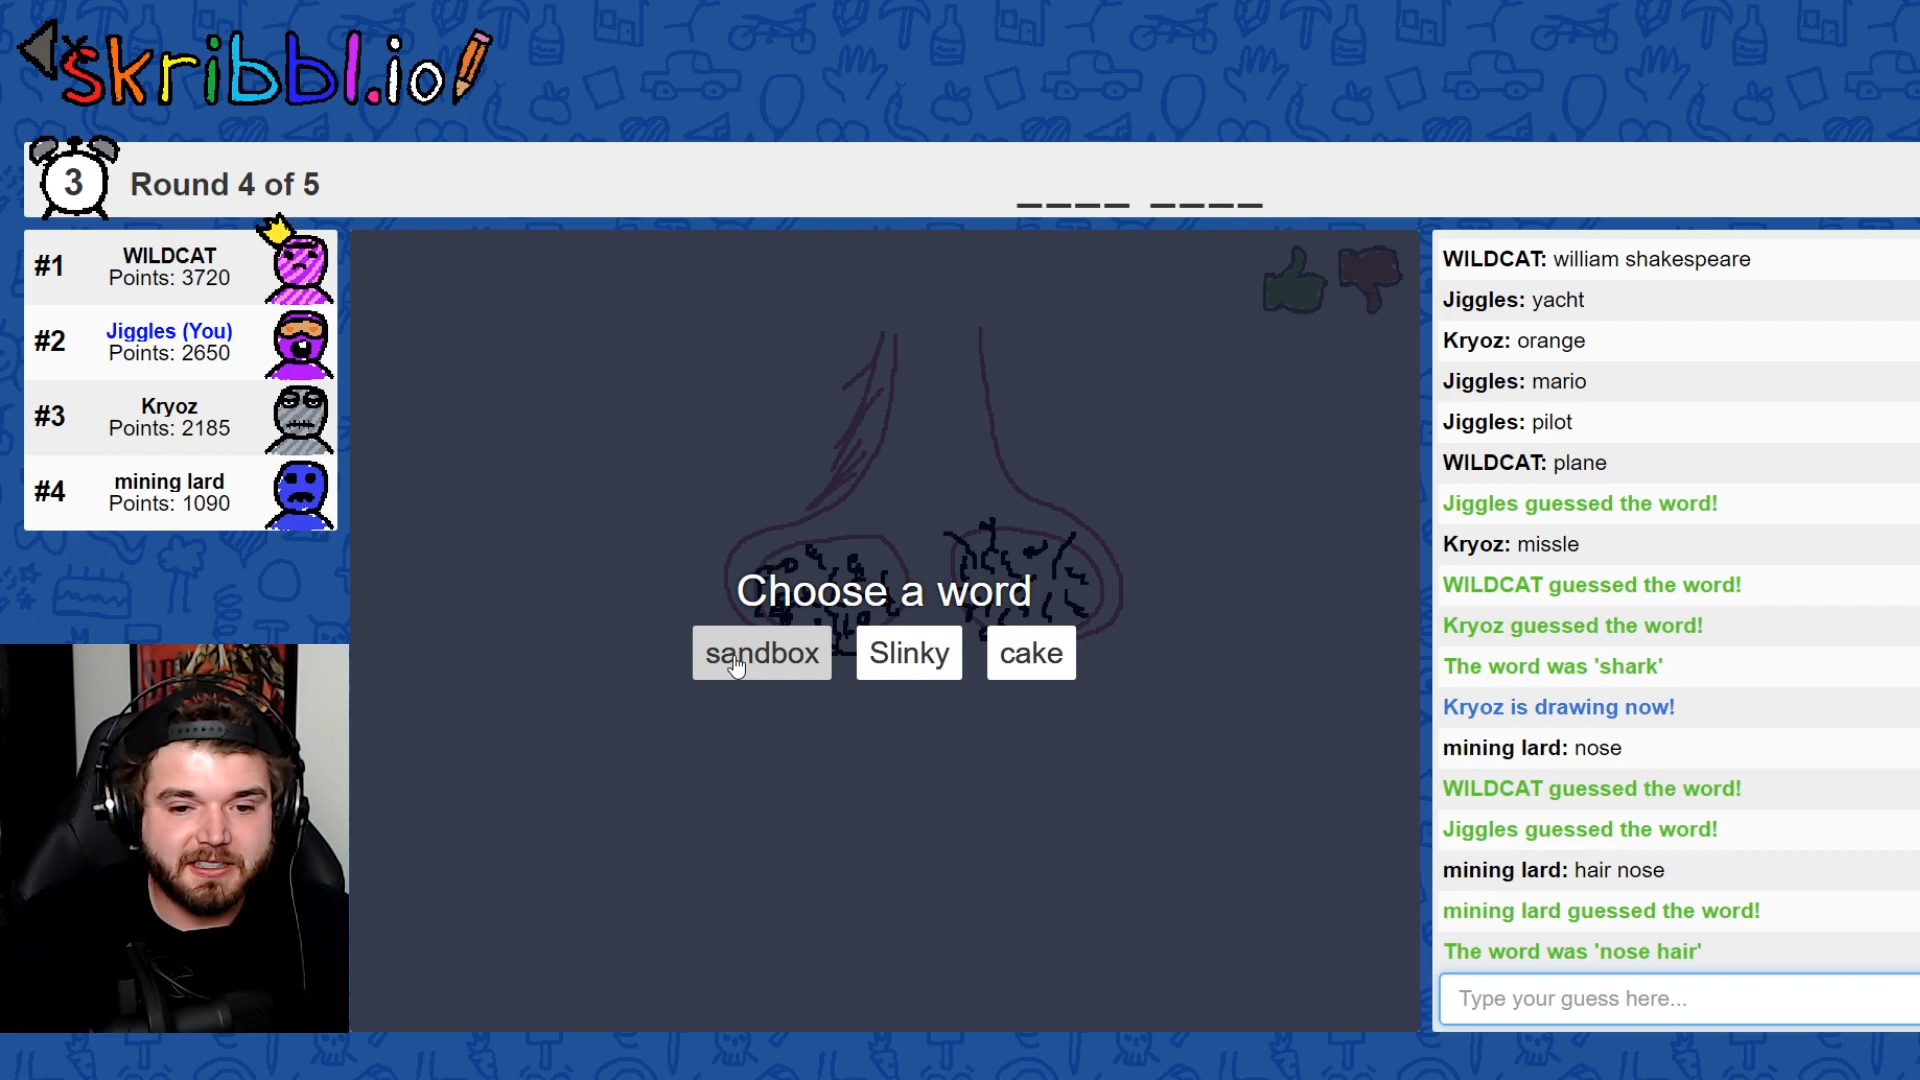 skribbl.io
3
Round 4 of 5
____ ____
#1
WILDCAT
Points: 3720
#2
Jiggles (You)
Points: 2650
#3
Kryoz
Points: 2185
#4
mining lard
Points: 1090
Choose a word
sandbox
Slinky
cake
WILDCAT: william shakespeare
Jiggles: yacht
Kryoz: orange
Jiggles: mario
Jiggles: pilot
WILDCAT: plane
Jiggles guessed the word!
Kryoz: missle
WILDCAT guessed the word!
Kryoz guessed the word!
The word was 'shark'
Kryoz is drawing now!
mining lard: nose
WILDCAT guessed the word!
Jiggles guessed the word!
mining lard: hair nose
mining lard guessed the word!
The word was 'nose hair'
Type your guess here...